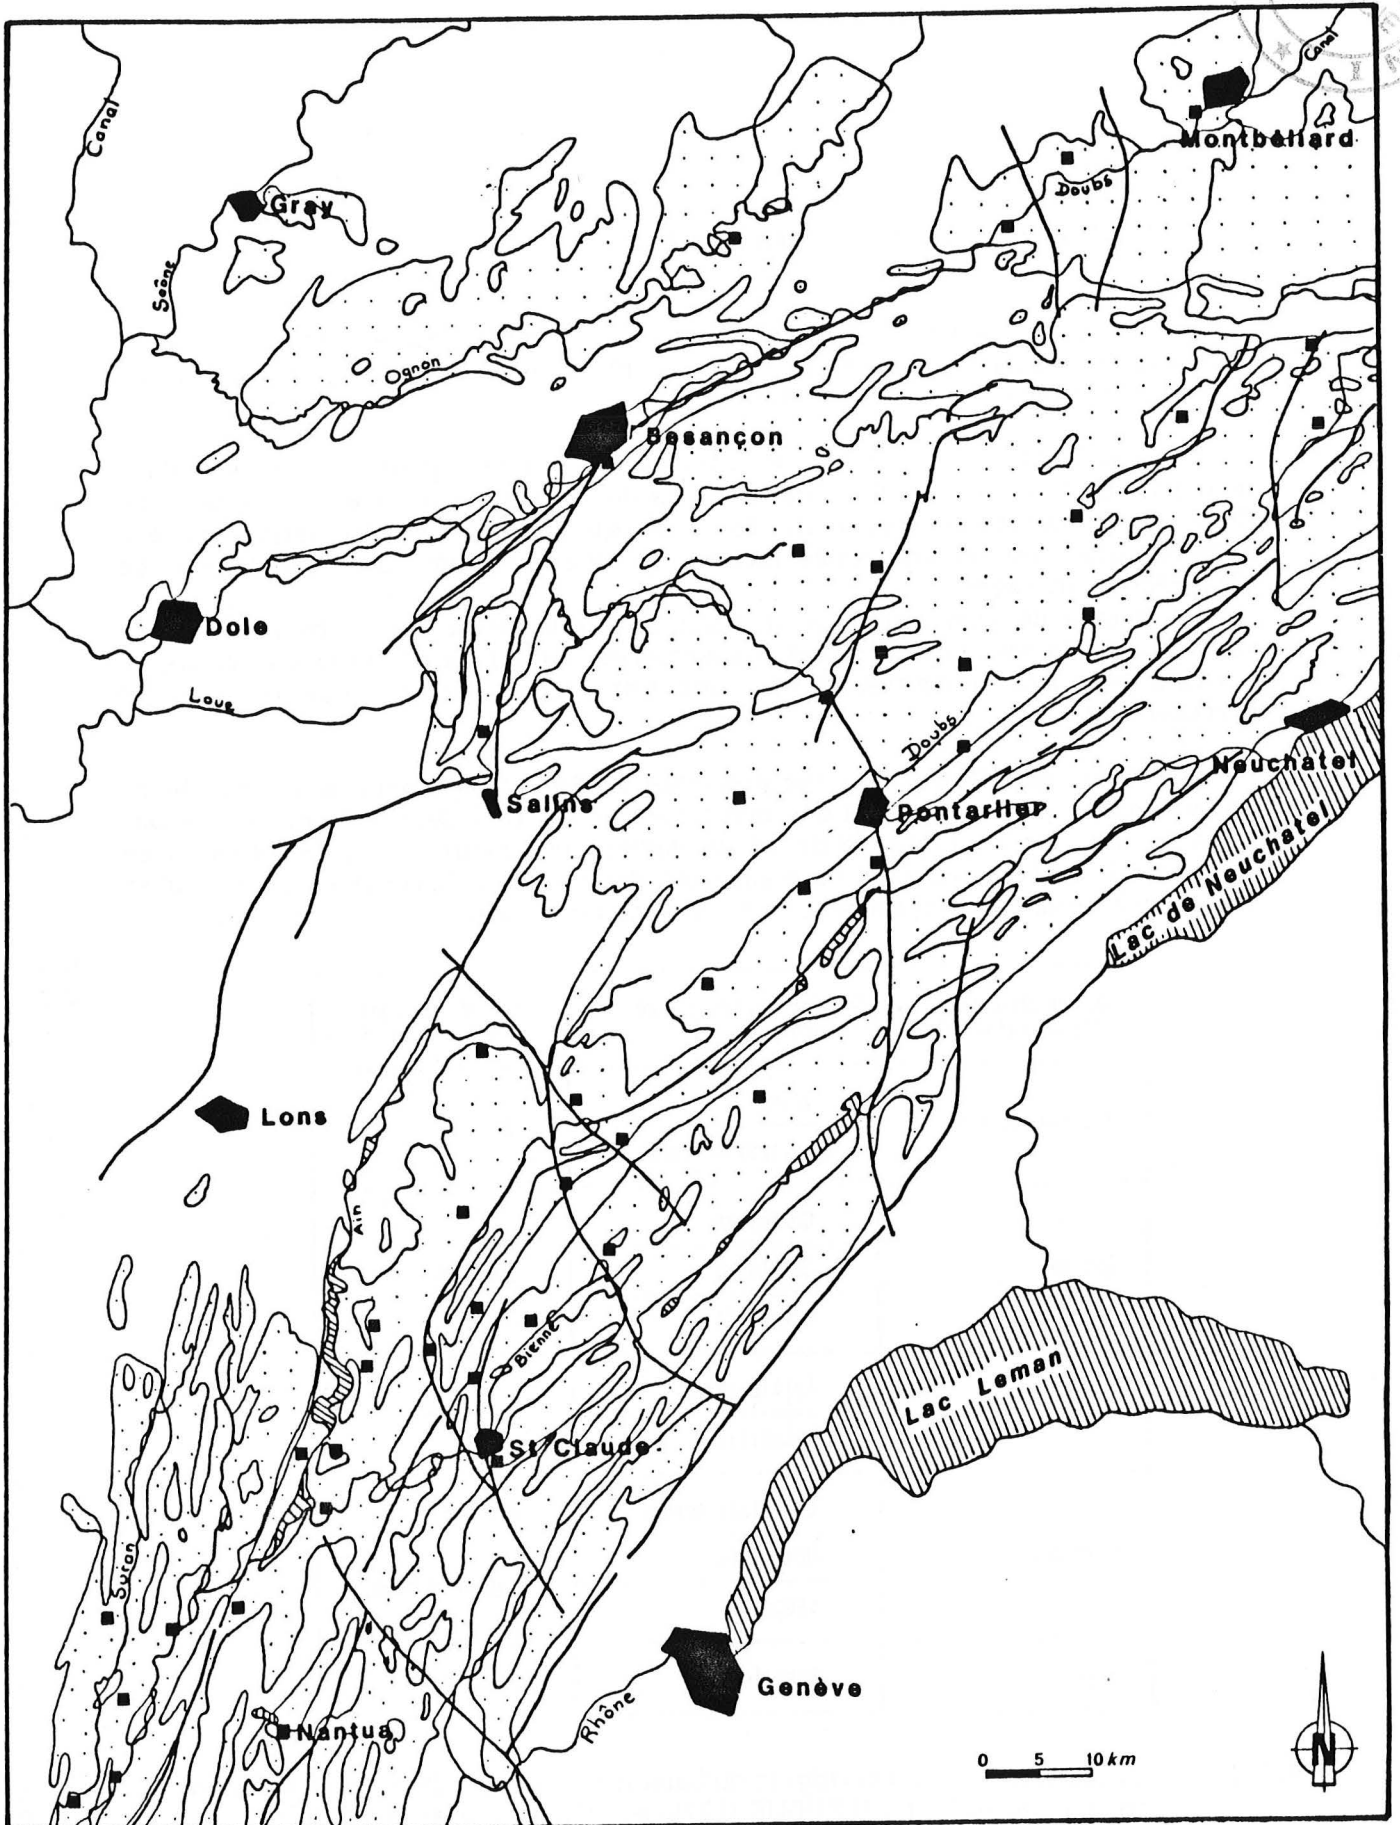 Canal
Canal
Montbéliard
Doubs
Gray
Saône
Ognon
Besançon
Dole
Loue
Doubs
Neuchatel
Salins
Pontarlier
Lac de Neuchatel
Lons
Ain
Bienne
Lac Leman
St Claude
Suran
Genève
Rhône
Nantua
0 5 10 km
N